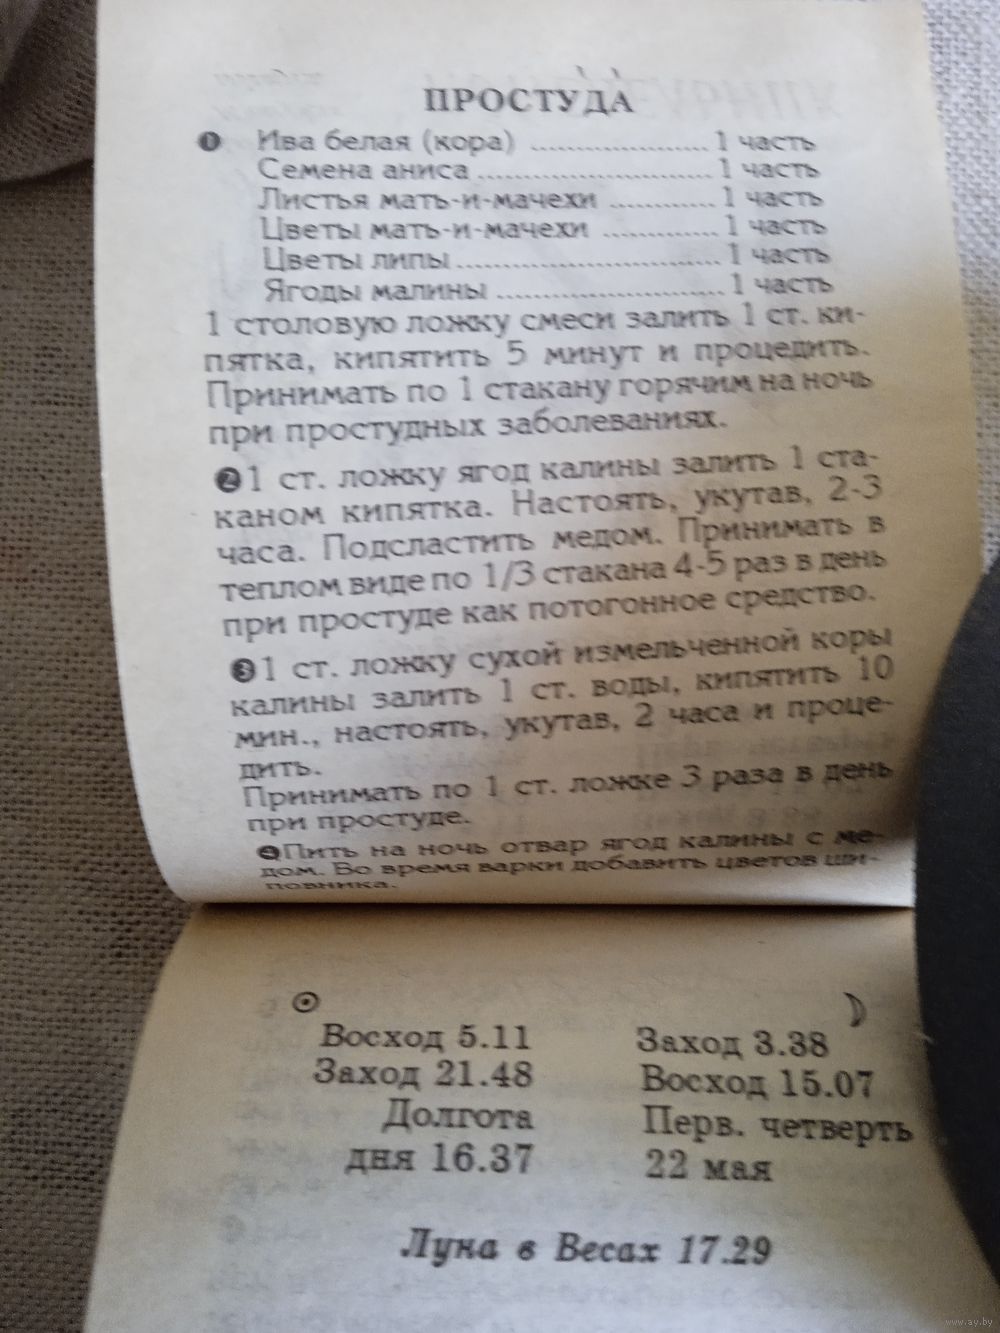 ПРОСТУДА
❶ Ива белая (кора) .................... 1 часть
Семена аниса .......................... 1 часть
Листья мать-и-мачехи ............ 1 часть
Цветы мать-и-мачехи ............. 1 часть
Цветы липы .............................. 1 часть
Ягоды малины ......................... 1 часть
1 столовую ложку смеси залить 1 ст. ки-
пятка, кипятить 5 минут и процедить.
Принимать по 1 стакану горячим на ночь
при простудных заболеваниях.
❷ 1 ст. ложку ягод калины залить 1 ста-
каном кипятка. Настоять, укутав, 2-3
часа. Подсластить медом. Принимать в
теплом виде по 1/3 стакана 4-5 раз в день
при простуде как потогонное средство.
❸ 1 ст. ложку сухой измельченной коры
калины залить 1 ст. воды, кипятить 10
мин., настоять, укутав, 2 часа и проце-
дить.
Принимать по 1 ст. ложке 3 раза в день
при простуде.
❹ Пить на ночь отвар ягод калины с ме-
дом. Во время варки добавить цветов ши-
повника.
Восход 5.11
Заход 21.48
Долгота
дня 16.37
Заход 3.38
Восход 15.07
Перв. четверть
22 мая
Луна в Весах 17.29
www.ay.by